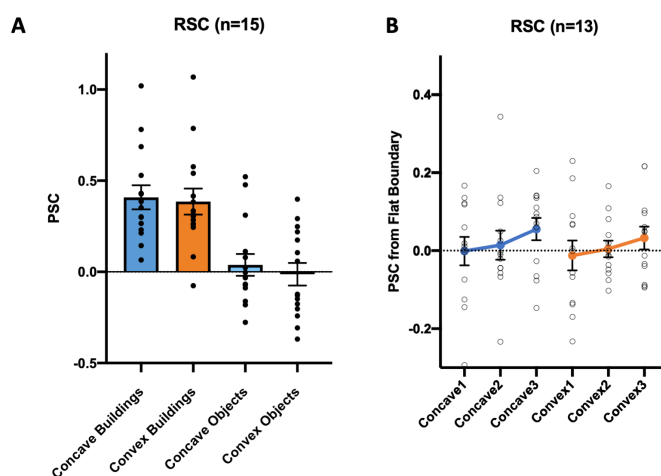 A
RSC (n=15)
PSC
1.0
0.5
0.0
-0.5
Concave Buildings
Convex Buildings
Concave Objects
Convex Objects
B
RSC (n=13)
PSC from Flat Boundary
0.4
0.2
0.0
-0.2
Concave1
Concave2
Concave3
Convex1
Convex2
Convex3